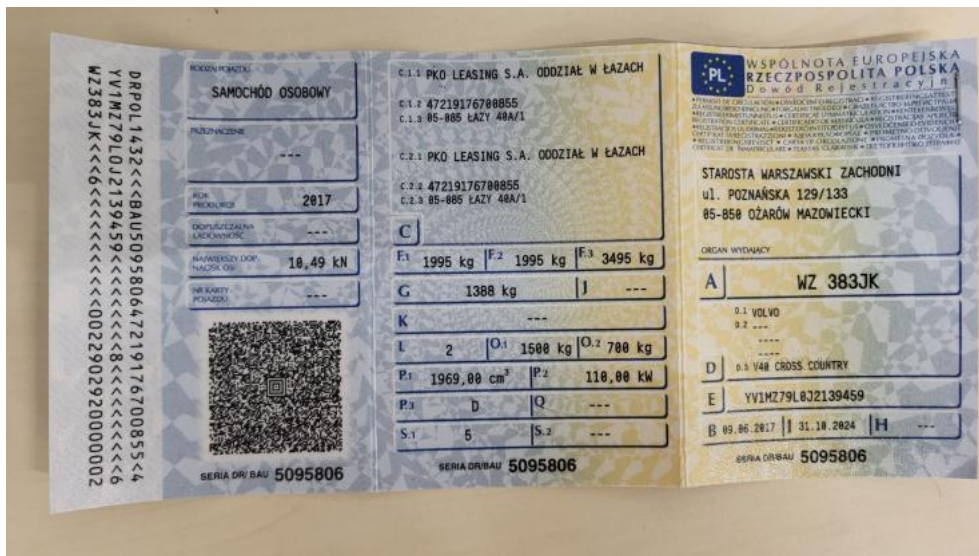 DRPOL1432<<<BAU5095806472191767008555<4
YV1MZ79L0J2139459<<<<<<<<<8<<<<<<<<<<6
WZ383JK<<<<<<<<<<<<<<0022902920000002
RODZAJ POJAZDU
SAMOCHÓD OSOBOWY
PRZEZNACZENIE
---
ROK PRODUKCJI
2017
DOPUSZCZALNA ŁADOWNOŚĆ
---
NAJWIĘKSZY DOP. NACISK OSI
10,49 kN
NR KARTY POJAZDU
---
SERIA DR/BAU 5095806
C.1.1 PKO LEASING S.A. ODDZIAŁ W ŁAZACH
C.1.2 47219176700855
C.1.3 05-085 ŁAZY 40A/1
C.2.1 PKO LEASING S.A. ODDZIAŁ W ŁAZACH
C.2.2 47219176700855
C.2.3 05-085 ŁAZY 40A/1
C
F.1 1995 kg F.2 1995 kg F.3 3495 kg
G 1388 kg J ---
K ---
L 2 O.1 1500 kg O.2 700 kg
P.1 1969,00 cm³ P.2 110,00 kW
P.3 D Q ---
S.1 5 S.2 ---
SERIA DR/BAU 5095806
PL
WSPÓLNOTA EUROPEJSKA
RZECZPOSPOLITA POLSKA
Dowód Rejestracyjny
STAROSTA WARSZAWSKI ZACHODNI
ul. POZNAŃSKA 129/133
05-850 OŻARÓW MAZOWIECKI
ORGAN WYDAJĄCY
A WZ 383JK
D.1 VOLVO
D.2 ---
----
----
D D.3 V40 CROSS COUNTRY
E YV1MZ79L0J2139459
B 09.06.2017 I 31.10.2024 H ---
SERIA DR/BAU 5095806